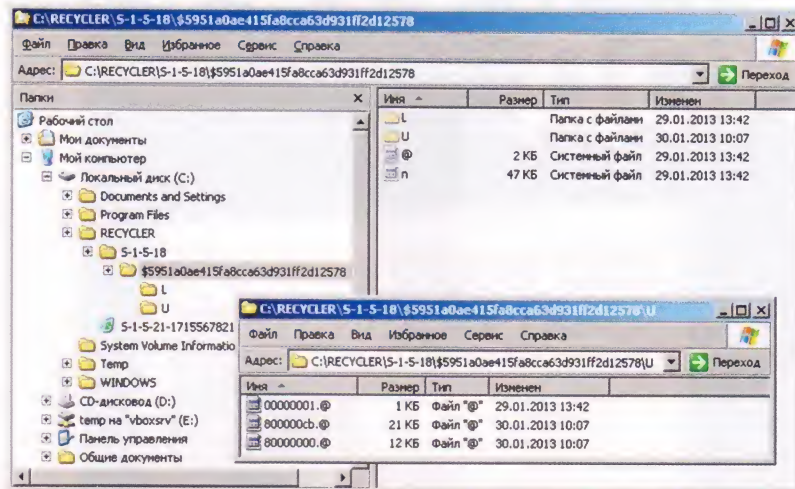 C:\RECYCLER\S-1-5-18\$5951a0ae415fa8cca63d931ff2d12578
Файл Правка Вид Избранное Сервис Справка
Адрес: C:\RECYCLER\S-1-5-18\$5951a0ae415fa8cca63d931ff2d12578 Переход
Папки
Рабочий стол
Мои документы
Мой компьютер
Локальный диск (C:)
Documents and Settings
Program Files
RECYCLER
S-1-5-18
$5951a0ae415fa8cca63d931ff2d12578
L
U
S-1-5-21-1715567821
System Volume Informatio
Temp
WINDOWS
CD-дисковод (D:)
temp на "vboxsrv" (E:)
Панель управления
Общие документы
Имя Размер Тип Изменен
L Папка с файлами 29.01.2013 13:42
U Папка с файлами 30.01.2013 10:07
@ 2 КБ Системный файл 29.01.2013 13:42
n 47 КБ Системный файл 29.01.2013 13:42
C:\RECYCLER\S-1-5-18\$5951a0ae415fa8cca63d931ff2d12578\U
Файл Правка Вид Избранное Сервис Справка
Адрес: C:\RECYCLER\S-1-5-18\$5951a0ae415fa8cca63d931ff2d12578\U Переход
Имя Размер Тип Изменен
00000001.@ 1 КБ Файл "@" 29.01.2013 13:42
800000cb.@ 21 КБ Файл "@" 30.01.2013 10:07
80000000.@ 12 КБ Файл "@" 30.01.2013 10:07